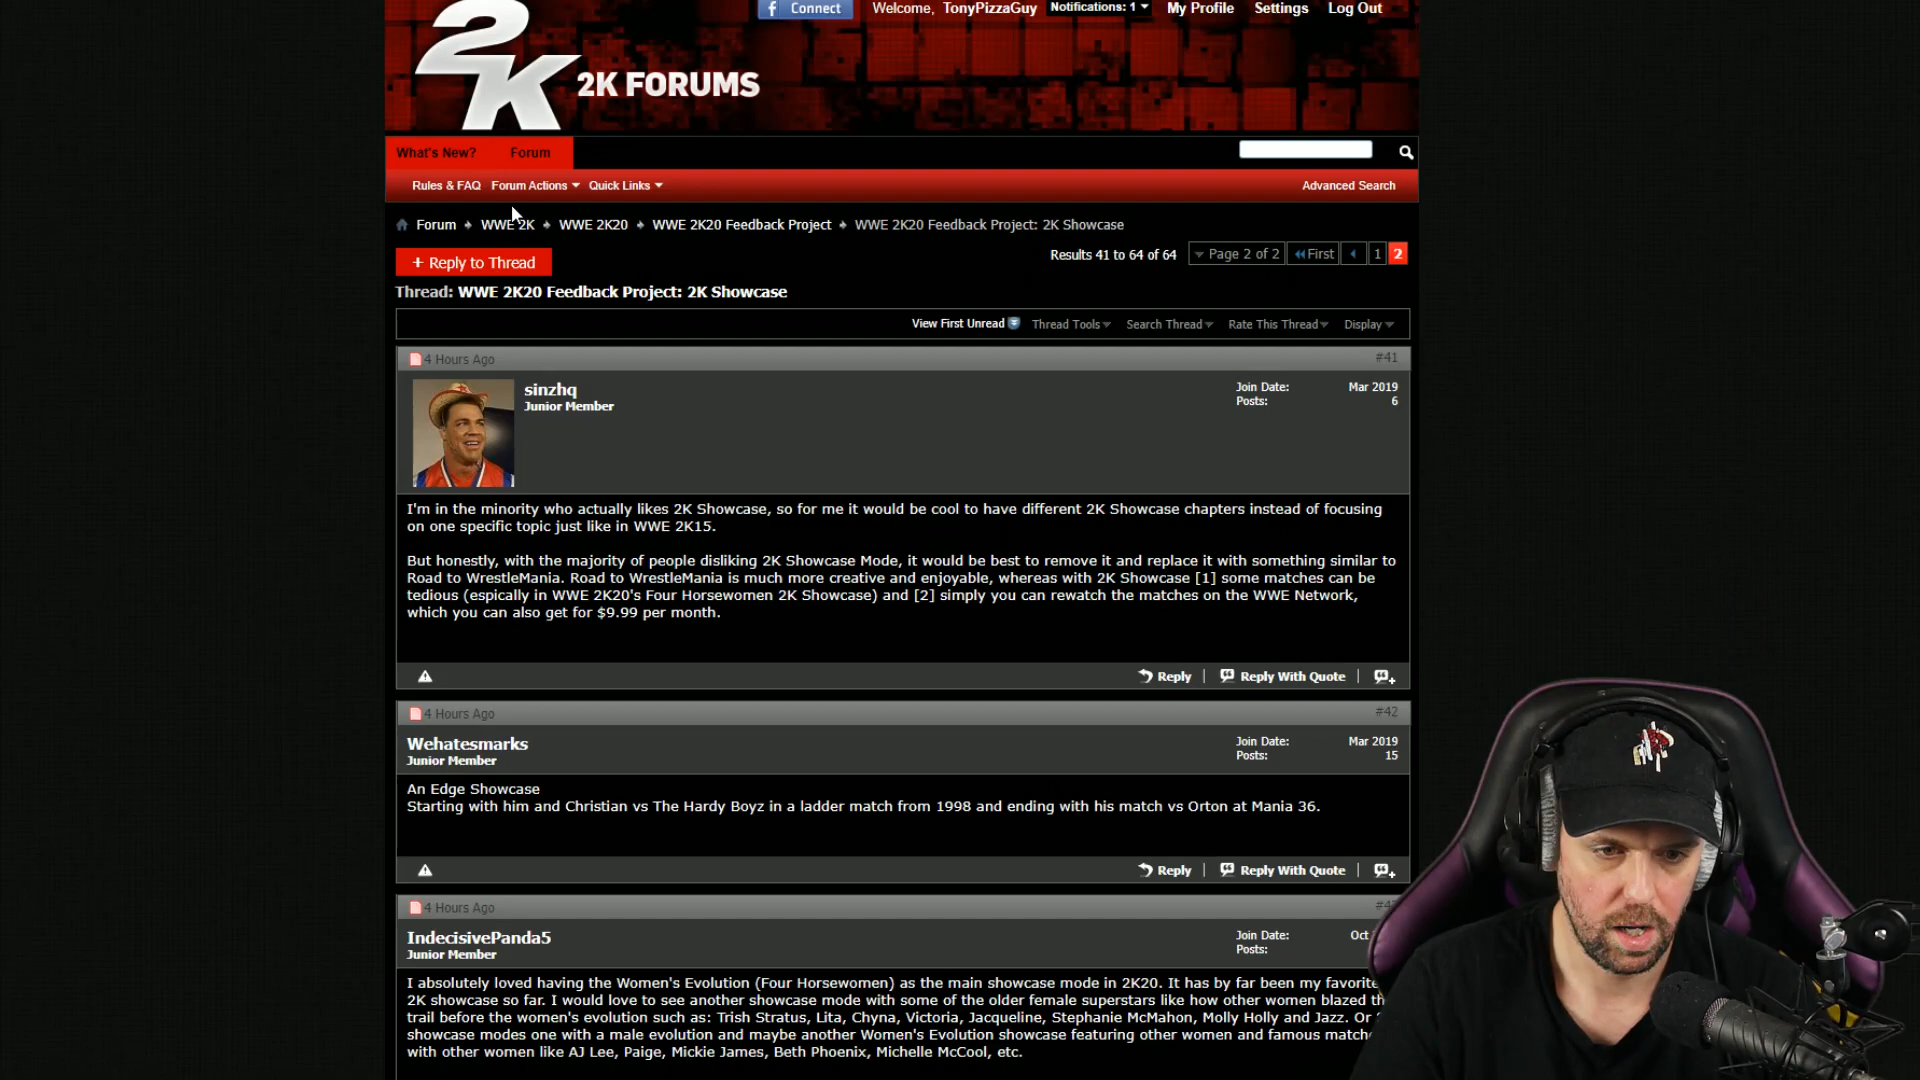 Connect Welcome, TonyPizzaGuy Notifications: 1 My Profile Settings Log Out
2K 2K FORUMS
What's New? Forum
Rules & FAQ Forum Actions Quick Links Advanced Search
Forum WWE 2K WWE 2K20 WWE 2K20 Feedback Project WWE 2K20 Feedback Project: 2K Showcase
+ Reply to Thread Results 41 to 64 of 64 Page 2 of 2 First 1 2
Thread: WWE 2K20 Feedback Project: 2K Showcase
View First Unread Thread Tools Search Thread Rate This Thread Display
4 Hours Ago #41
sinzhq Join Date: Mar 2019
Junior Member Posts: 6
I'm in the minority who actually likes 2K Showcase, so for me it would be cool to have different 2K Showcase chapters instead of focusing
on one specific topic just like in WWE 2K15.
But honestly, with the majority of people disliking 2K Showcase Mode, it would be best to remove it and replace it with something similar to
Road to WrestleMania. Road to WrestleMania is much more creative and enjoyable, whereas with 2K Showcase [1] some matches can be
tedious (espically in WWE 2K20's Four Horsewomen 2K Showcase) and [2] simply you can rewatch the matches on the WWE Network,
which you can also get for $9.99 per month.
Reply Reply With Quote
4 Hours Ago #42
Wehatesmarks Join Date: Mar 2019
Junior Member Posts: 15
An Edge Showcase
Starting with him and Christian vs The Hardy Boyz in a ladder match from 1998 and ending with his match vs Orton at Mania 36.
Reply Reply With Quote
4 Hours Ago
IndecisivePanda5 Join Date: Oct
Junior Member Posts:
I absolutely loved having the Women's Evolution (Four Horsewomen) as the main showcase mode in 2K20. It has by far been my favorite
2K showcase so far. I would love to see another showcase mode with some of the older female superstars like how other women blazed th
trail before the women's evolution such as: Trish Stratus, Lita, Chyna, Victoria, Jacqueline, Stephanie McMahon, Molly Holly and Jazz. Or
showcase modes one with a male evolution and maybe another Women's Evolution showcase featuring other women and famous matche
with other women like AJ Lee, Paige, Mickie James, Beth Phoenix, Michelle McCool, etc.